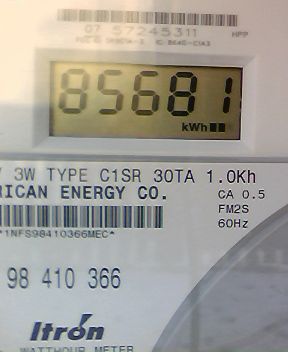 07 57245311 HPP
85681
kWh
3W TYPE C1SR 30TA 1.0Kh
RICAN ENERGY CO. CA 0.5
FM2S
60Hz
*1NFS98410366MEC*
98 410 366
Itron
WATTHOUR METER